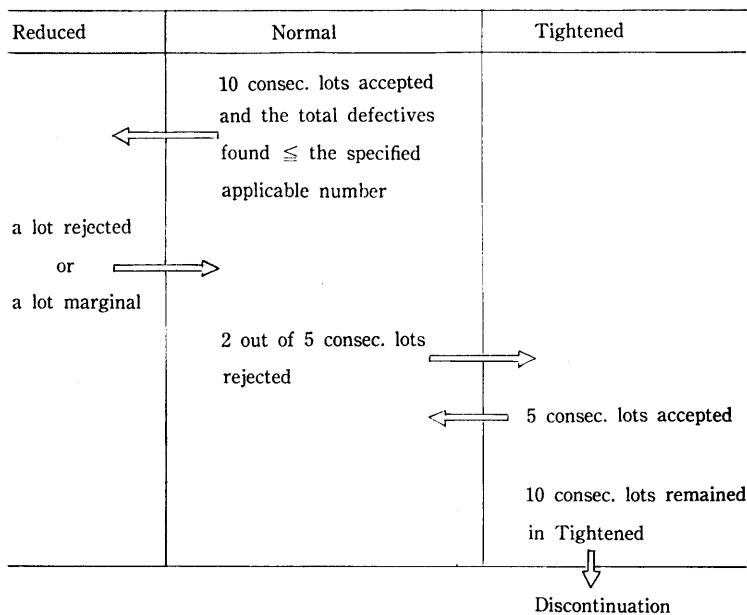 Reduced Normal Tightened
10 consec. lots accepted
and the total defectives
found ≦ the specified
applicable number
a lot rejected
or
a lot marginal
2 out of 5 consec. lots
rejected
5 consec. lots accepted
10 consec. lots remained
in Tightened
Discontinuation